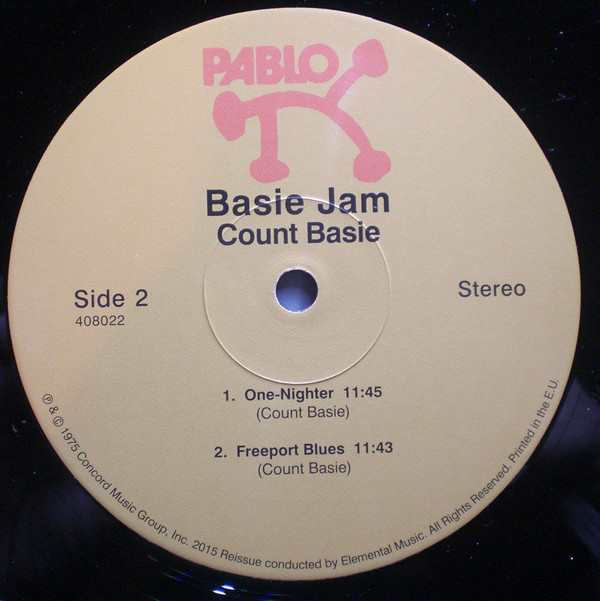 PABLO
Basie Jam
Count Basie
Side 2
408022
Stereo
1. One-Nighter 11:45
(Count Basie)
2. Freeport Blues 11:43
(Count Basie)
℗ & © 1975 Concord Music Group, Inc. 2015 Reissue conducted by Elemental Music. All Rights Reserved. Printed in the E.U.